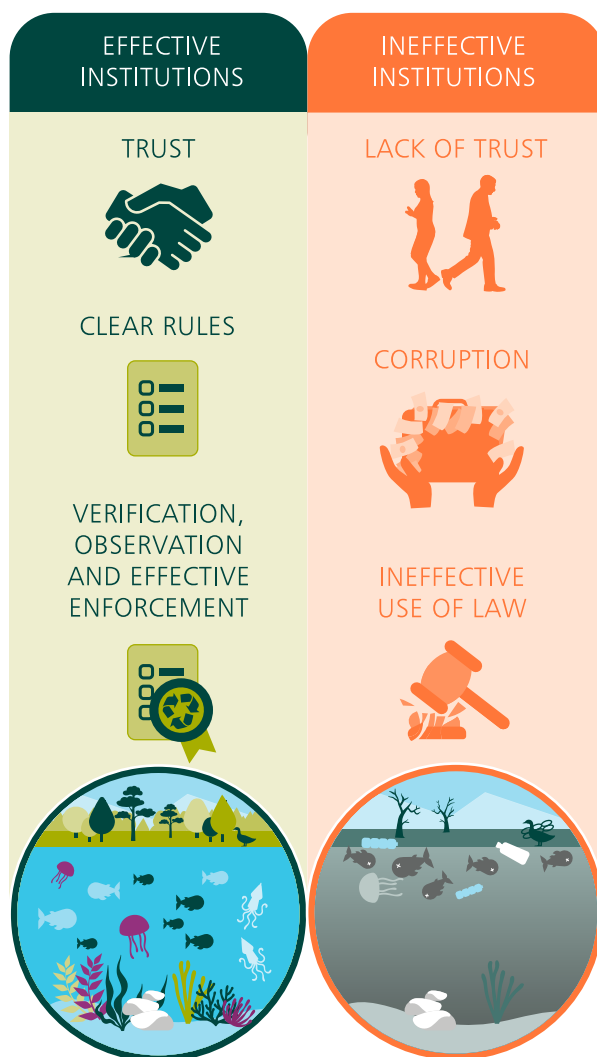 EFFECTIVE
INSTITUTIONS
TRUST
CLEAR RULES
VERIFICATION,
OBSERVATION
AND EFFECTIVE
ENFORCEMENT
INEFFECTIVE
INSTITUTIONS
LACK OF TRUST
CORRUPTION
INEFFECTIVE
USE OF LAW